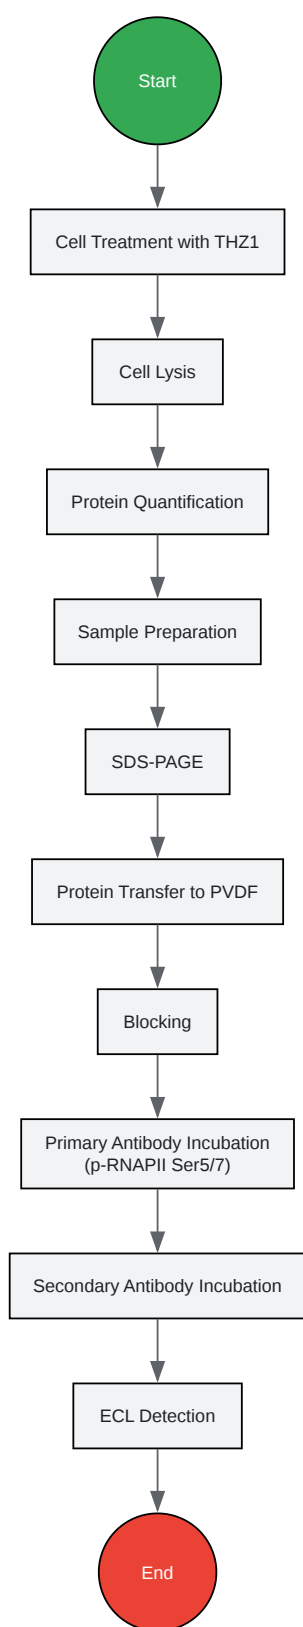 Start
Cell Treatment with THZ1
Cell Lysis
Protein Quantification
Sample Preparation
SDS-PAGE
Protein Transfer to PVDF
Blocking
Primary Antibody Incubation
(p-RNAPII Ser5/7)
Secondary Antibody Incubation
ECL Detection
End